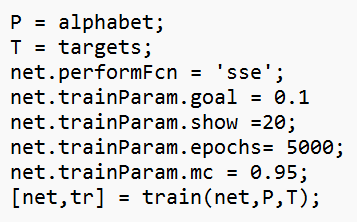 P = alphabet;
T = targets;
net.performFcn = 'sse';
net.trainParam.goal = 0.1
net.trainParam.show =20;
net.trainParam.epochs= 5000;
net.trainParam.mc = 0.95;
[net,tr] = train(net,P,T);